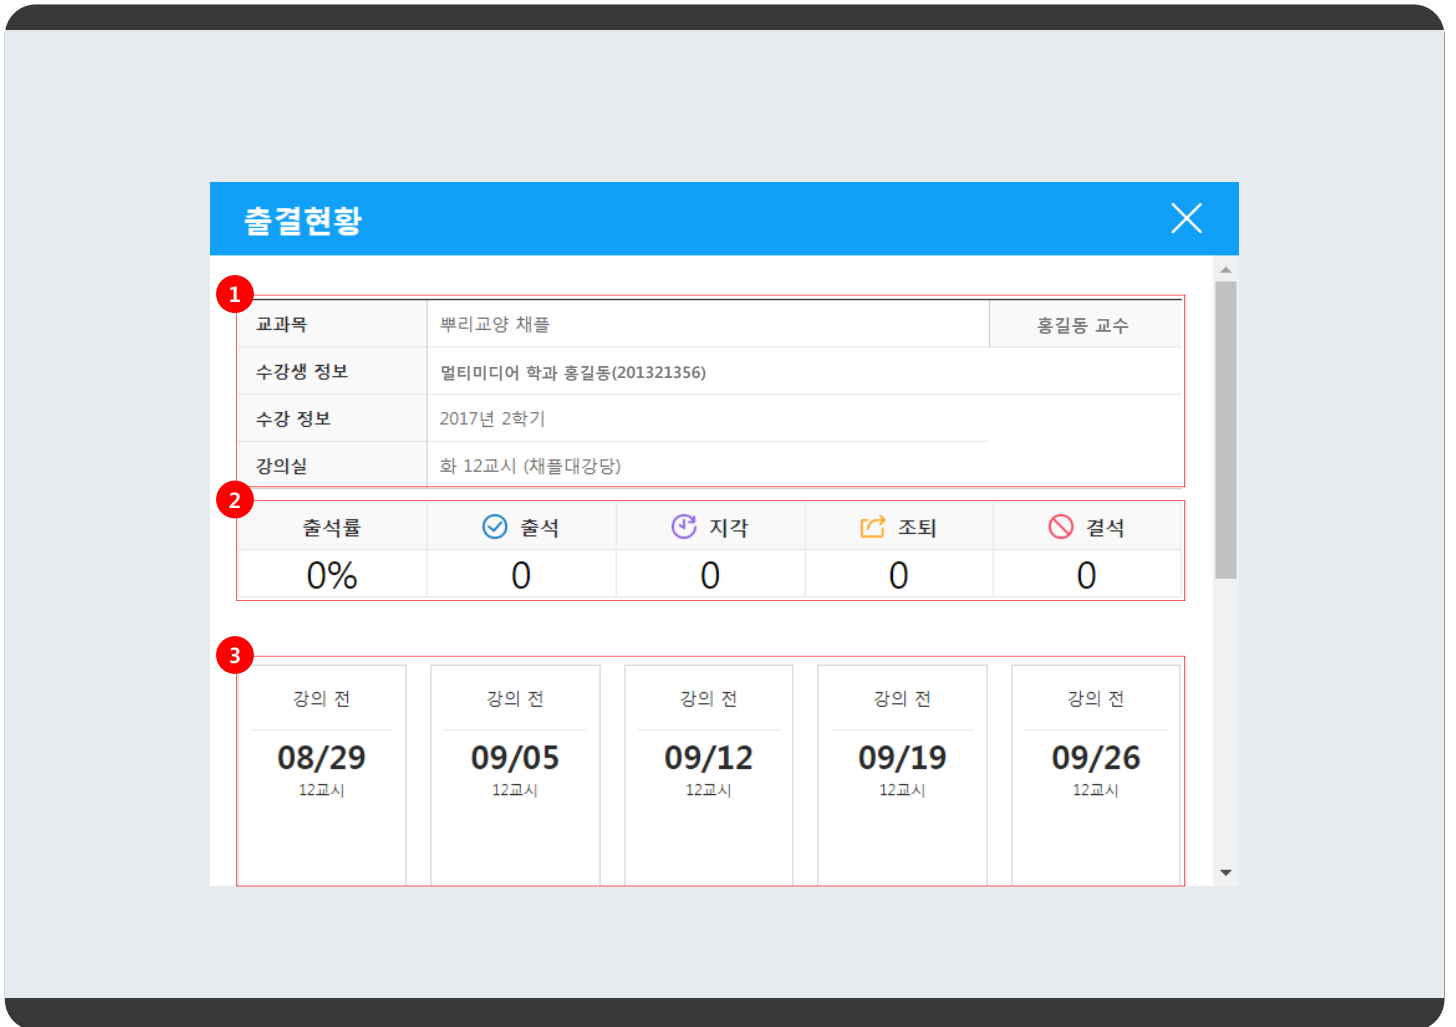 출결현황
1
교과목 뿌리교양 채플 홍길동 교수
수강생 정보 멀티미디어 학과 홍길동(201321356)
수강 정보 2017년 2학기
강의실 화 12교시 (채플대강당)
2
출석률 출석 지각 조퇴 결석
0% 0 0 0 0
3
강의 전 강의 전 강의 전 강의 전 강의 전
08/29 09/05 09/12 09/19 09/26
12교시 12교시 12교시 12교시 12교시